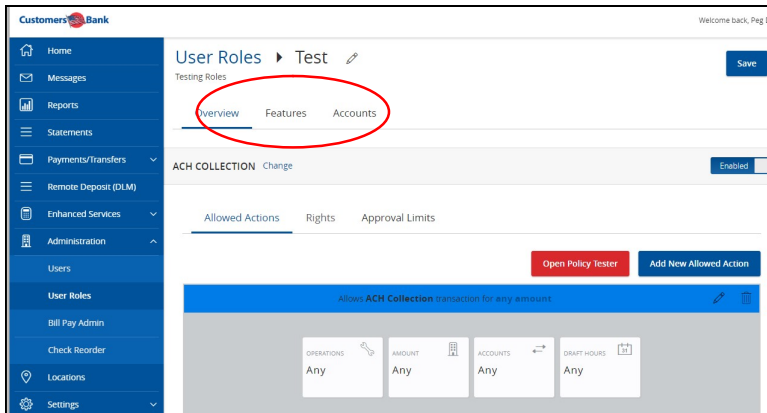 Customers Bank
Welcome back, Peg
Home
Messages
Reports
Statements
Payments/Transfers
Remote Deposit (DLM)
Enhanced Services
Administration
Users
User Roles
Bill Pay Admin
Check Reorder
Locations
Settings
User Roles Test
Save
Testing Roles
Overview Features Accounts
ACH COLLECTION Change
Enabled
Allowed Actions Rights Approval Limits
Open Policy Tester Add New Allowed Action
Allows ACH Collection transaction for any amount
OPERATIONS AMOUNT ACCOUNTS DRAFT HOURS 31
Any Any Any Any